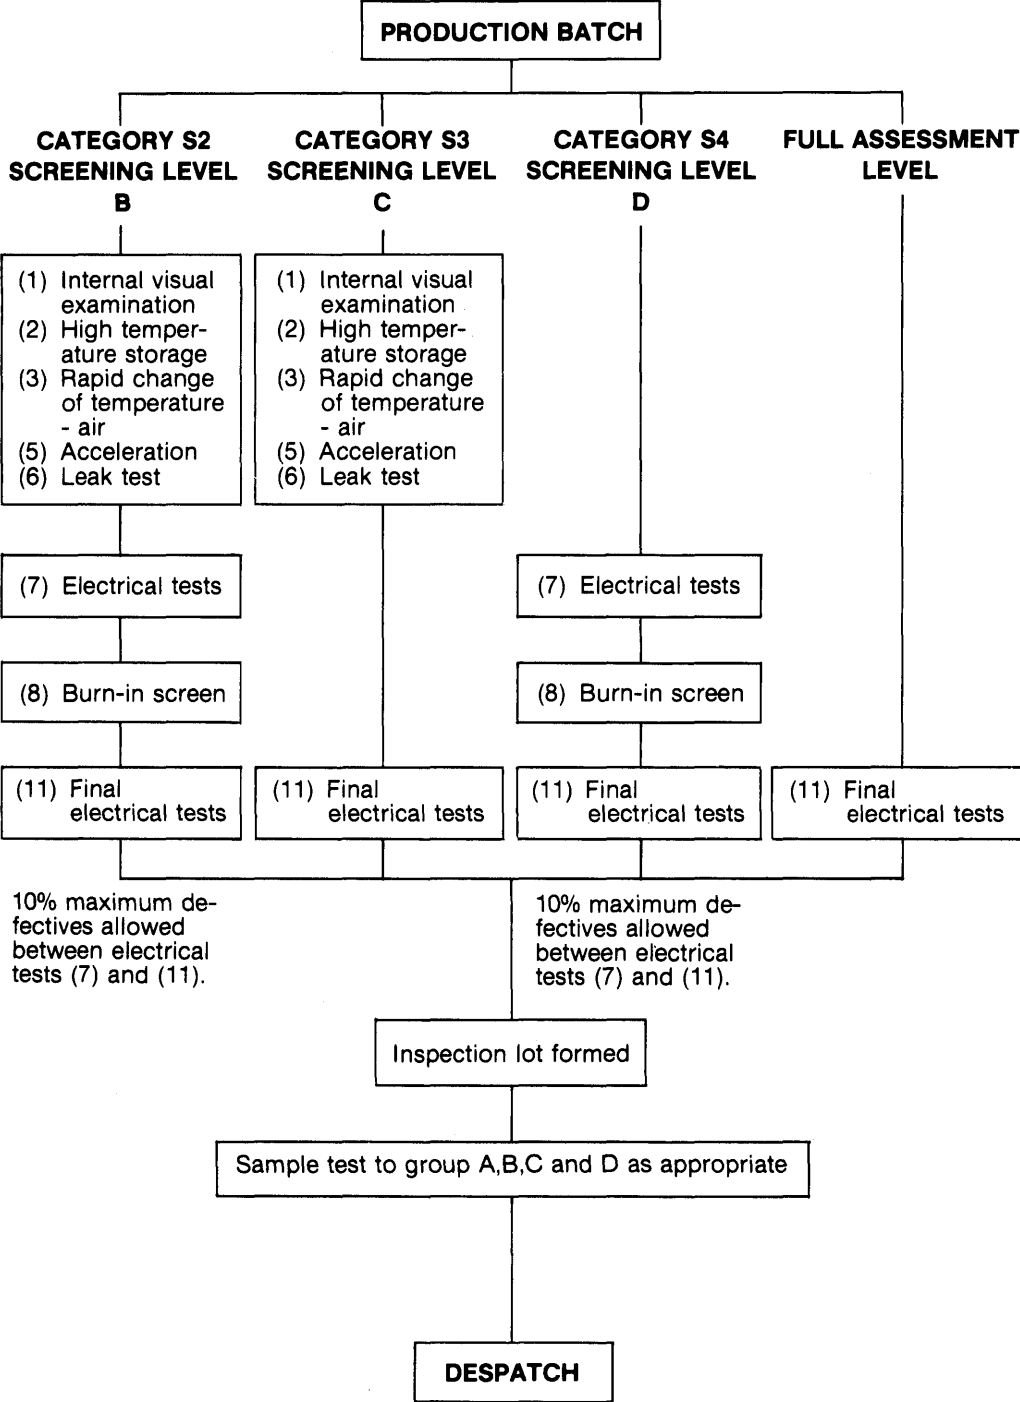 PRODUCTION BATCH
CATEGORY S2
SCREENING LEVEL
B
CATEGORY S3
SCREENING LEVEL
C
CATEGORY S4
SCREENING LEVEL
D
FULL ASSESSMENT
LEVEL
(1) Internal visual
examination
(2) High temper-
ature storage
(3) Rapid change
of temperature
- air
(5) Acceleration
(6) Leak test
(1) Internal visual
examination
(2) High temper-
ature storage
(3) Rapid change
of temperature
- air
(5) Acceleration
(6) Leak test
(7) Electrical tests
(7) Electrical tests
(8) Burn-in screen
(8) Burn-in screen
(11) Final
electrical tests
(11) Final
electrical tests
(11) Final
electrical tests
(11) Final
electrical tests
10% maximum de-
fectives allowed
between electrical
tests (7) and (11).
10% maximum de-
fectives allowed
between electrical
tests (7) and (11).
Inspection lot formed
Sample test to group A,B,C and D as appropriate
DESPATCH